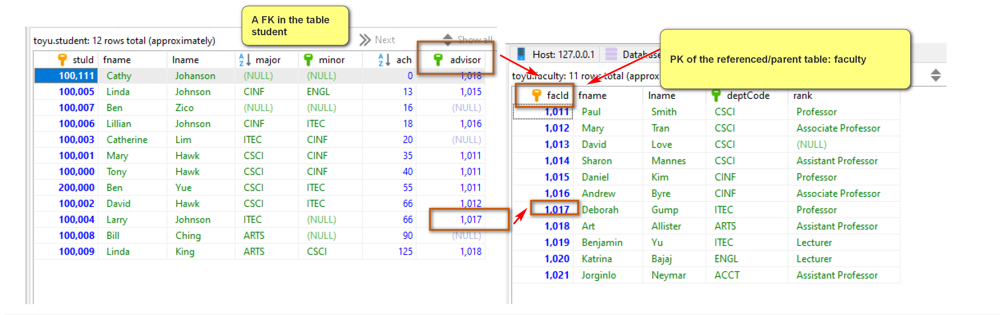 A FK in the table
student
toyu.student: 12 rows total (approximately)
Next
Show all
stuId fname lname major minor ach advisor
100,111 Cathy Johanson (NULL) (NULL) 0 1,018
100,005 Linda Johnson CINF ENGL 13 1,015
100,007 Ben Zico (NULL) (NULL) 16 (NULL)
100,006 Lillian Johnson CINF ITEC 18 1,016
100,003 Catherine Lim ITEC CINF 20 (NULL)
100,001 Mary Hawk CSCI CINF 35 1,011
100,000 Tony Hawk CSCI CINF 40 1,011
200,000 Ben Yue CSCI ITEC 55 1,011
100,002 David Hawk CSCI ITEC 66 1,012
100,004 Larry Johnson ITEC (NULL) 66 1,017
100,008 Bill Ching ARTS (NULL) 90 (NULL)
100,009 Linda King ARTS CSCI 125 1,018
PK of the referenced/parent table: faculty
Host: 127.0.0.1 Database
toyu.faculty: 11 rows total (approx
facId fname lname deptCode rank
1,011 Paul Smith CSCI Professor
1,012 Mary Tran CSCI Associate Professor
1,013 David Love CSCI (NULL)
1,014 Sharon Mannes CSCI Assistant Professor
1,015 Daniel Kim CINF Professor
1,016 Andrew Byre CINF Associate Professor
1,017 Deborah Gump ITEC Professor
1,018 Art Allister ARTS Assistant Professor
1,019 Benjamin Yu ITEC Lecturer
1,020 Katrina Bajaj ENGL Lecturer
1,021 Jorginlo Neymar ACCT Assistant Professor